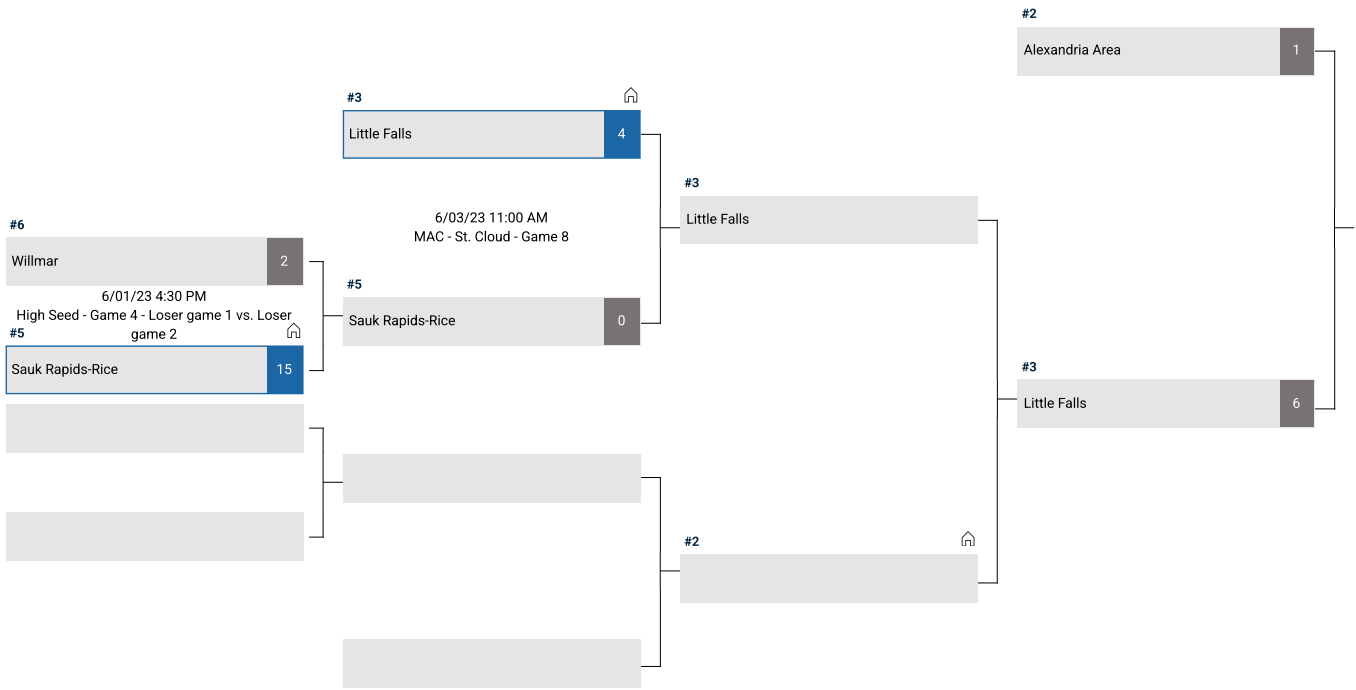 #6
Willmar
2
6/01/23 4:30 PM
High Seed - Game 4 - Loser game 1 vs. Loser
game 2
#5
Sauk Rapids-Rice
15
#3
Little Falls
4
6/03/23 11:00 AM
MAC - St. Cloud - Game 8
#5
Sauk Rapids-Rice
0
#3
Little Falls
#2
#2
Alexandria Area
1
#3
Little Falls
6